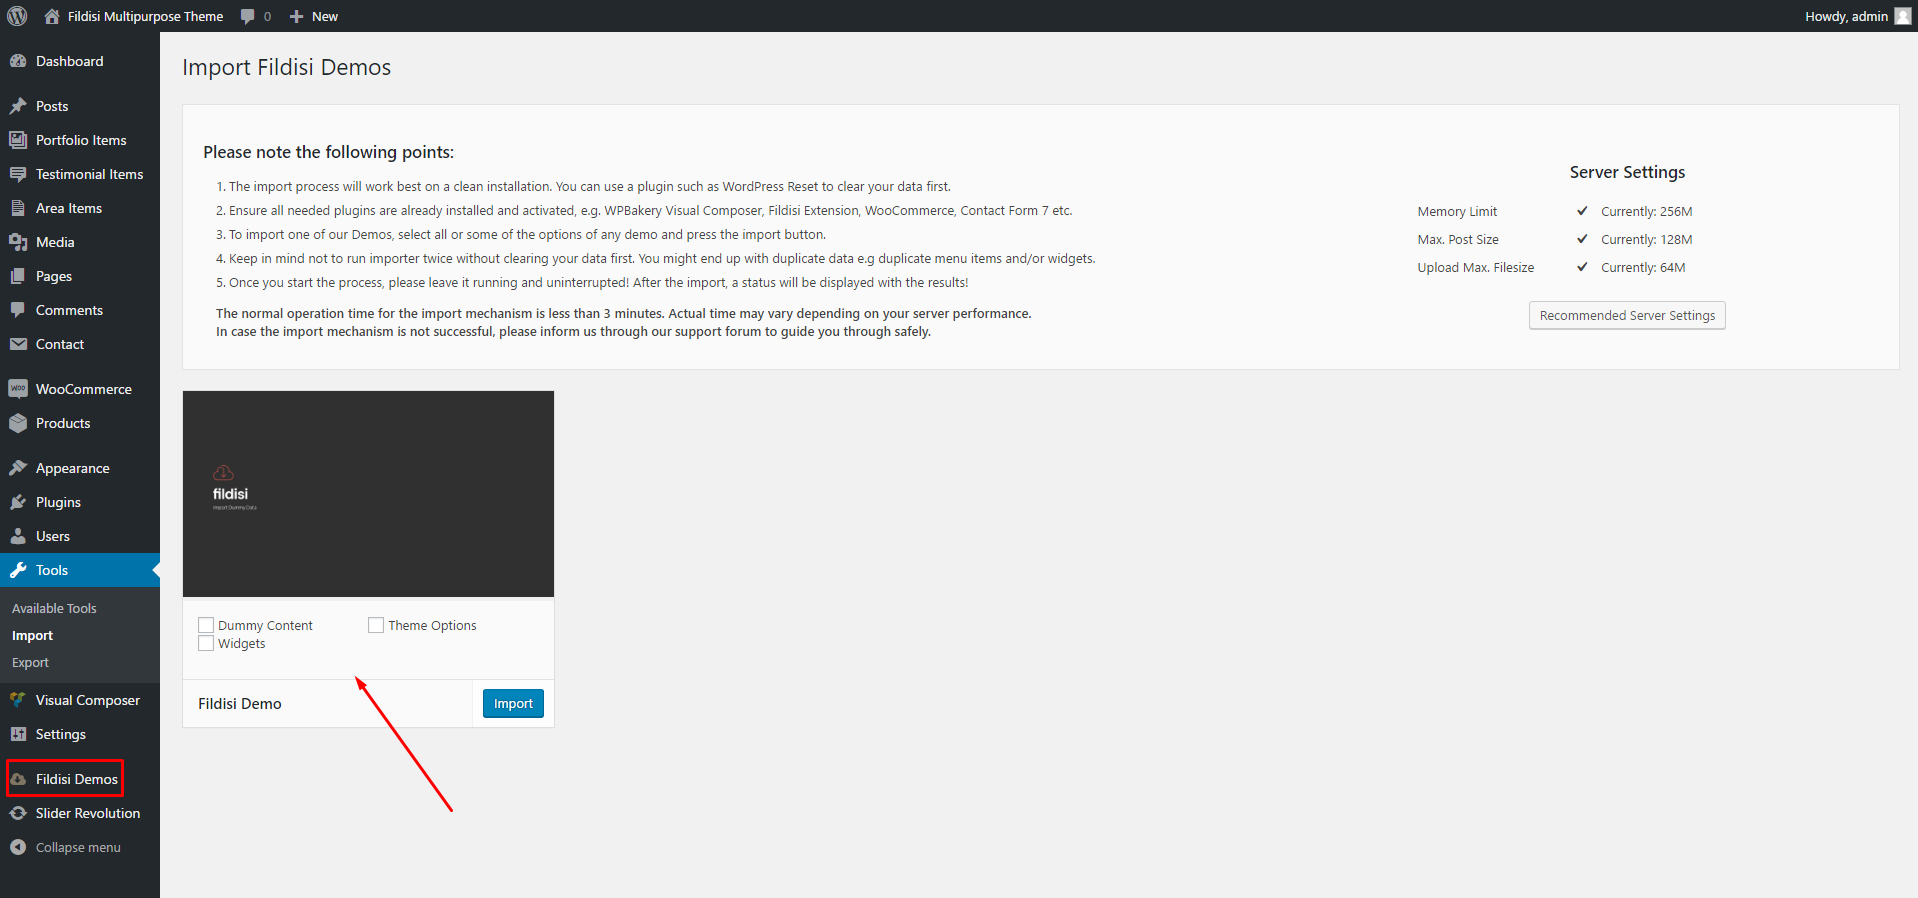 Fildisi Multipurpose Theme 0 New Howdy, admin
Dashboard
Posts
Portfolio Items
Testimonial Items
Area Items
Media
Pages
Comments
Contact
WOO WooCommerce
Products
Appearance
Plugins
Users
Tools
Available Tools
Import
Export
Visual Composer
Settings
Fildisi Demos
Slider Revolution
Collapse menu
Import Fildisi Demos
Please note the following points:
1. The import process will work best on a clean installation. You can use a plugin such as WordPress Reset to clear your data first.
2. Ensure all needed plugins are already installed and activated, e.g. WPBakery Visual Composer, Fildisi Extension, WooCommerce, Contact Form 7 etc.
3. To import one of our Demos, select all or some of the options of any demo and press the import button.
4. Keep in mind not to run importer twice without clearing your data first. You might end up with duplicate data e.g duplicate menu items and/or widgets.
5. Once you start the process, please leave it running and uninterrupted! After the import, a status will be displayed with the results!
The normal operation time for the import mechanism is less than 3 minutes. Actual time may vary depending on your server performance.
In case the import mechanism is not successful, please inform us through our support forum to guide you through safely.
Server Settings
Memory Limit Currently: 256M
Max. Post Size Currently: 128M
Upload Max. Filesize Currently: 64M
Recommended Server Settings
fildisi
Import Dummy Data
Dummy Content Theme Options
Widgets
Fildisi Demo Import